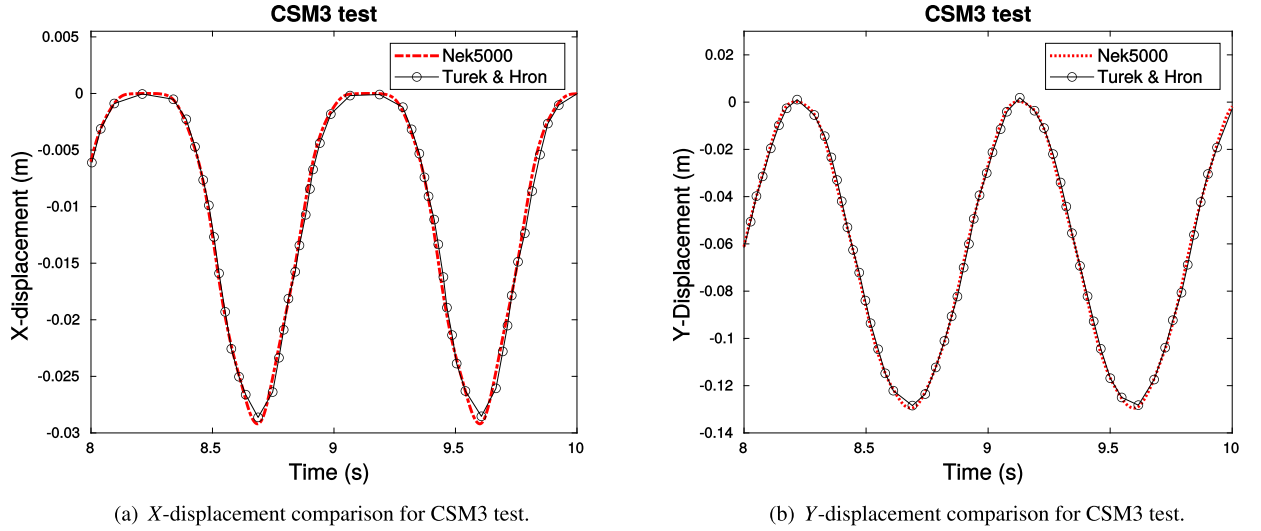 CSM3 test
0.005
0
-0.005
-0.01
-0.015
-0.02
-0.025
-0.03
X-displacement (m)
Nek5000
Turek & Hron
8
8.5
9
9.5
10
Time (s)
(a) X-displacement comparison for CSM3 test.
CSM3 test
0.02
0
-0.02
-0.04
-0.06
-0.08
-0.1
-0.12
-0.14
Y-Displacement (m)
Nek5000
Turek & Hron
8
8.5
9
9.5
10
Time (s)
(b) Y-displacement comparison for CSM3 test.